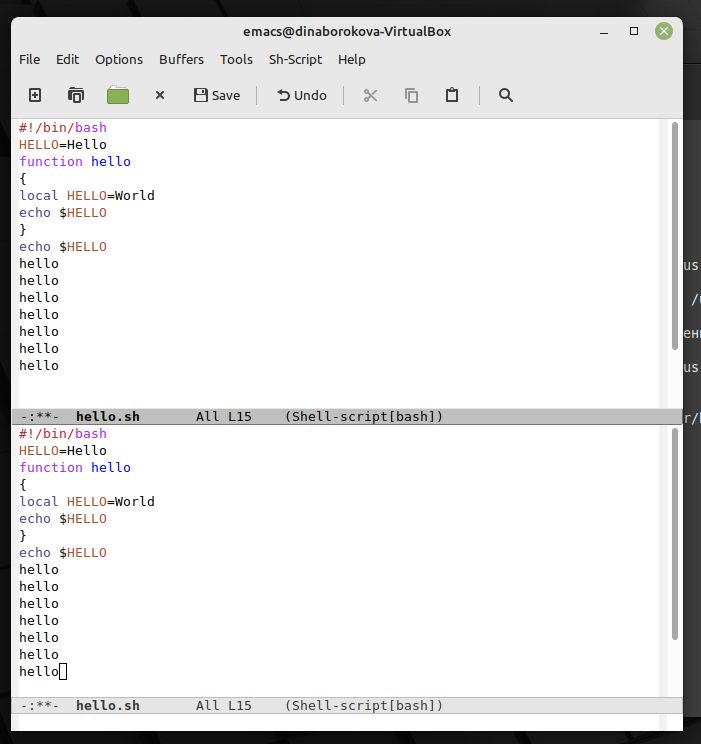 emacs@dinaborokova-VirtualBox
File Edit Options Buffers Tools Sh-Script Help
Save Undo
#!/bin/bash
HELLO=Hello
function hello
{
local HELLO=World
echo $HELLO
}
echo $HELLO
hello
hello
hello
hello
hello
hello
hello
-:**- hello.sh All L15 (Shell-script[bash])
#!/bin/bash
HELLO=Hello
function hello
{
local HELLO=World
echo $HELLO
}
echo $HELLO
hello
hello
hello
hello
hello
hello
hello
-:**- hello.sh All L15 (Shell-script[bash])
us
ен
us